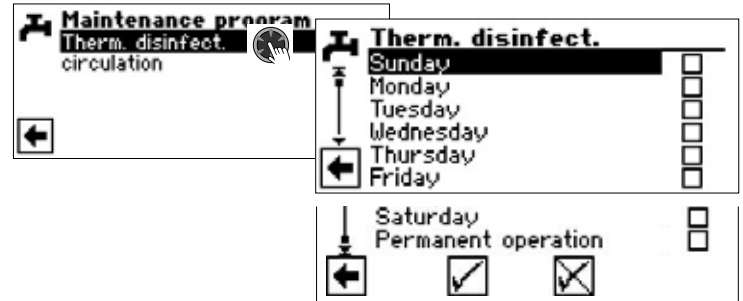 Maintenance program
Therm. disinfect.
circulation
Therm. disinfect.
Sunday
Monday
Tuesday
Wednesday
Thursday
Friday
Saturday
Permanent operation